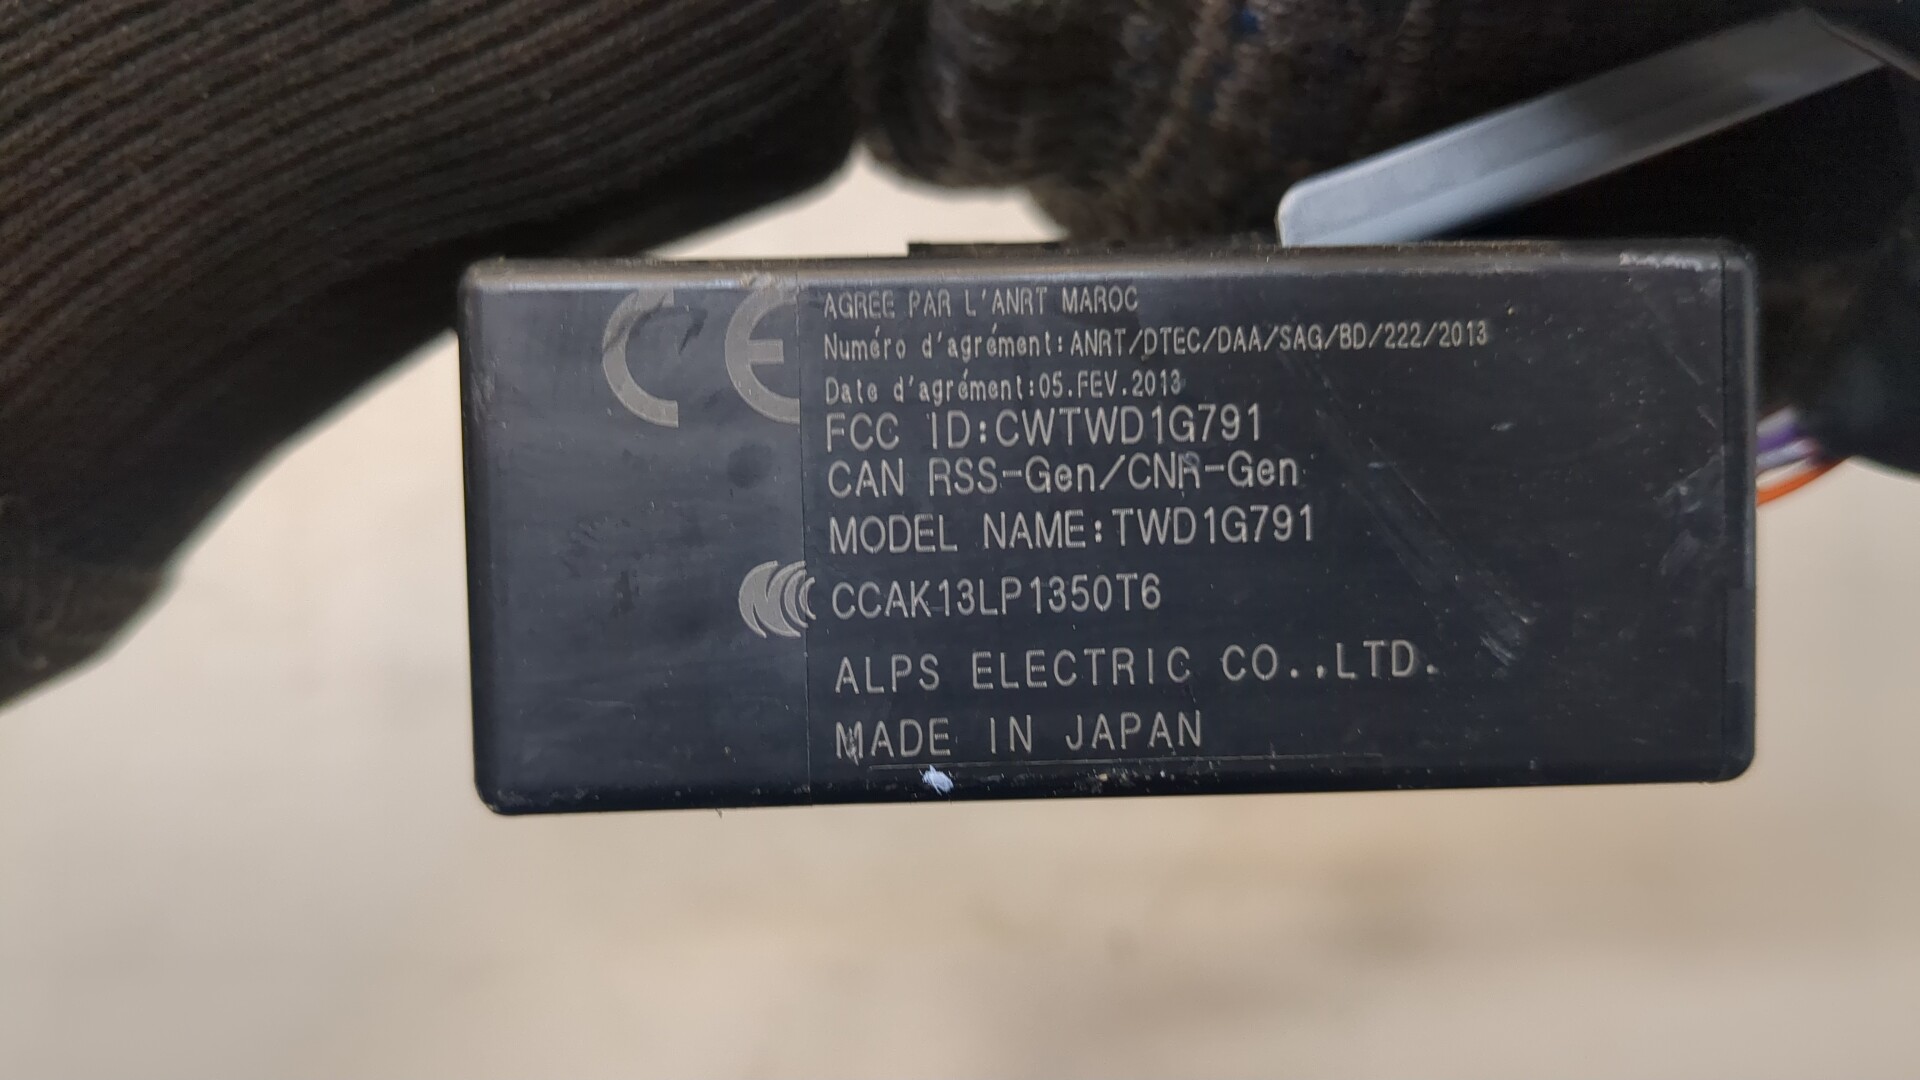 CE
AGREE PAR L'ANRT MAROC
Numéro d'agrément:ANRT/DTEC/DAA/SAG/BD/222/2013
Date d'agrément:05.FEV.2013
FCC ID:CWTWD1G791
CAN RSS-Gen/CNR-Gen
MODEL NAME:TWD1G791
CCAK13LP1350T6
ALPS ELECTRIC CO.,LTD.
MADE IN JAPAN